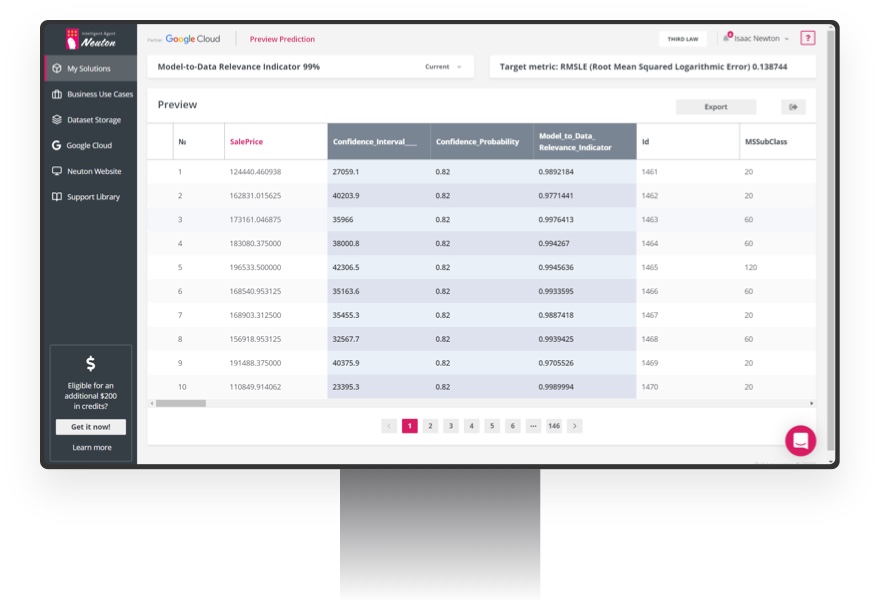 Intelligent Agent
Neuton
My Solutions
Business Use Cases
Dataset Storage
Google Cloud
Neuton Website
Support Library
$
Eligible for an
additional $200
in credits?
Get it now!
Learn more
Google Cloud
Preview Prediction
THIRD LAW
Isaac Newton
?
Model-to-Data Relevance Indicator 99%
Current
Target metric: RMSLE (Root Mean Squared Logarithmic Error) 0.138744
Preview
Export
№ SalePrice Confidence_Interval___ Confidence_Probability Model_to_Data_
Relevance_Indicator Id MSSubClass
1 124440.460938 27059.1 0.82 0.9892184 1461 20
2 162831.015625 40203.9 0.82 0.9771441 1462 20
3 173161.046875 35966 0.82 0.9976413 1463 60
4 183080.375000 38000.8 0.82 0.994267 1464 60
5 196533.500000 42306.5 0.82 0.9945636 1465 120
6 168540.953125 35163.6 0.82 0.9933595 1466 60
7 168903.312500 35455.3 0.82 0.9887418 1467 20
8 156918.953125 32567.7 0.82 0.9939425 1468 60
9 191488.375000 40375.9 0.82 0.9705526 1469 20
10 110849.914062 23395.3 0.82 0.9989994 1470 20
< 1 2 3 4 5 6 ... 146 >